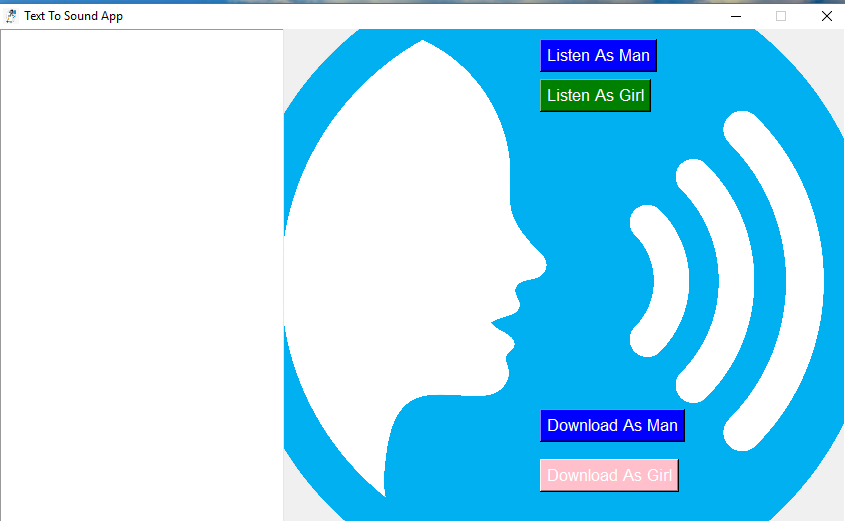 Text To Sound App
Listen As Man
Listen As Girl
Download As Man
Download As Girl